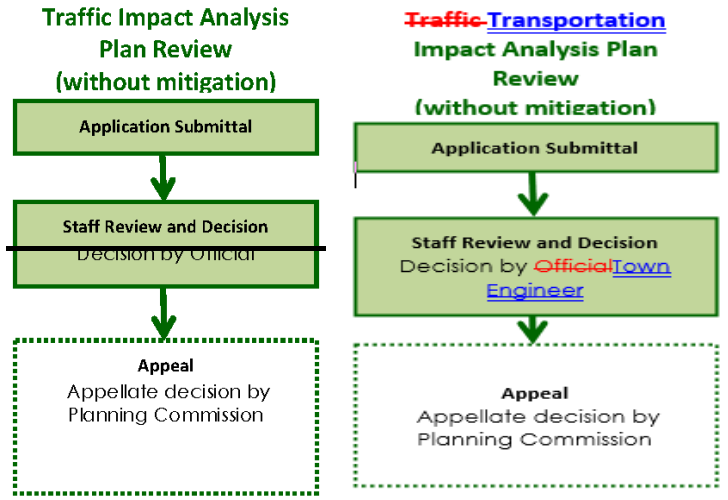 Traffic Impact Analysis
Plan Review
(without mitigation)
Application Submittal
Staff Review and Decision
Decision by Official
Appeal
Appellate decision by
Planning Commission
Traffic Transportation
Impact Analysis Plan
Review
(without mitigation)
Application Submittal
Staff Review and Decision
Decision by OfficialTown
Engineer
Appeal
Appellate decision by
Planning Commission